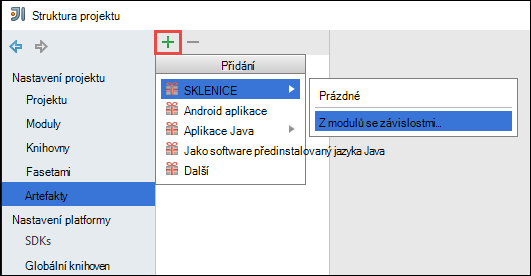 Struktura projektu
Nastavení projektu
Projektu
Moduly
Knihovny
Fasetami
Artefakty
Nastavení platformy
SDKs
Globální knihoven
Přidání
SKLENICE
Android aplikace
Aplikace Java
Jako software předinstalovaný jazyka Java
Další
Prázdné
Z modulů se závislostmi...